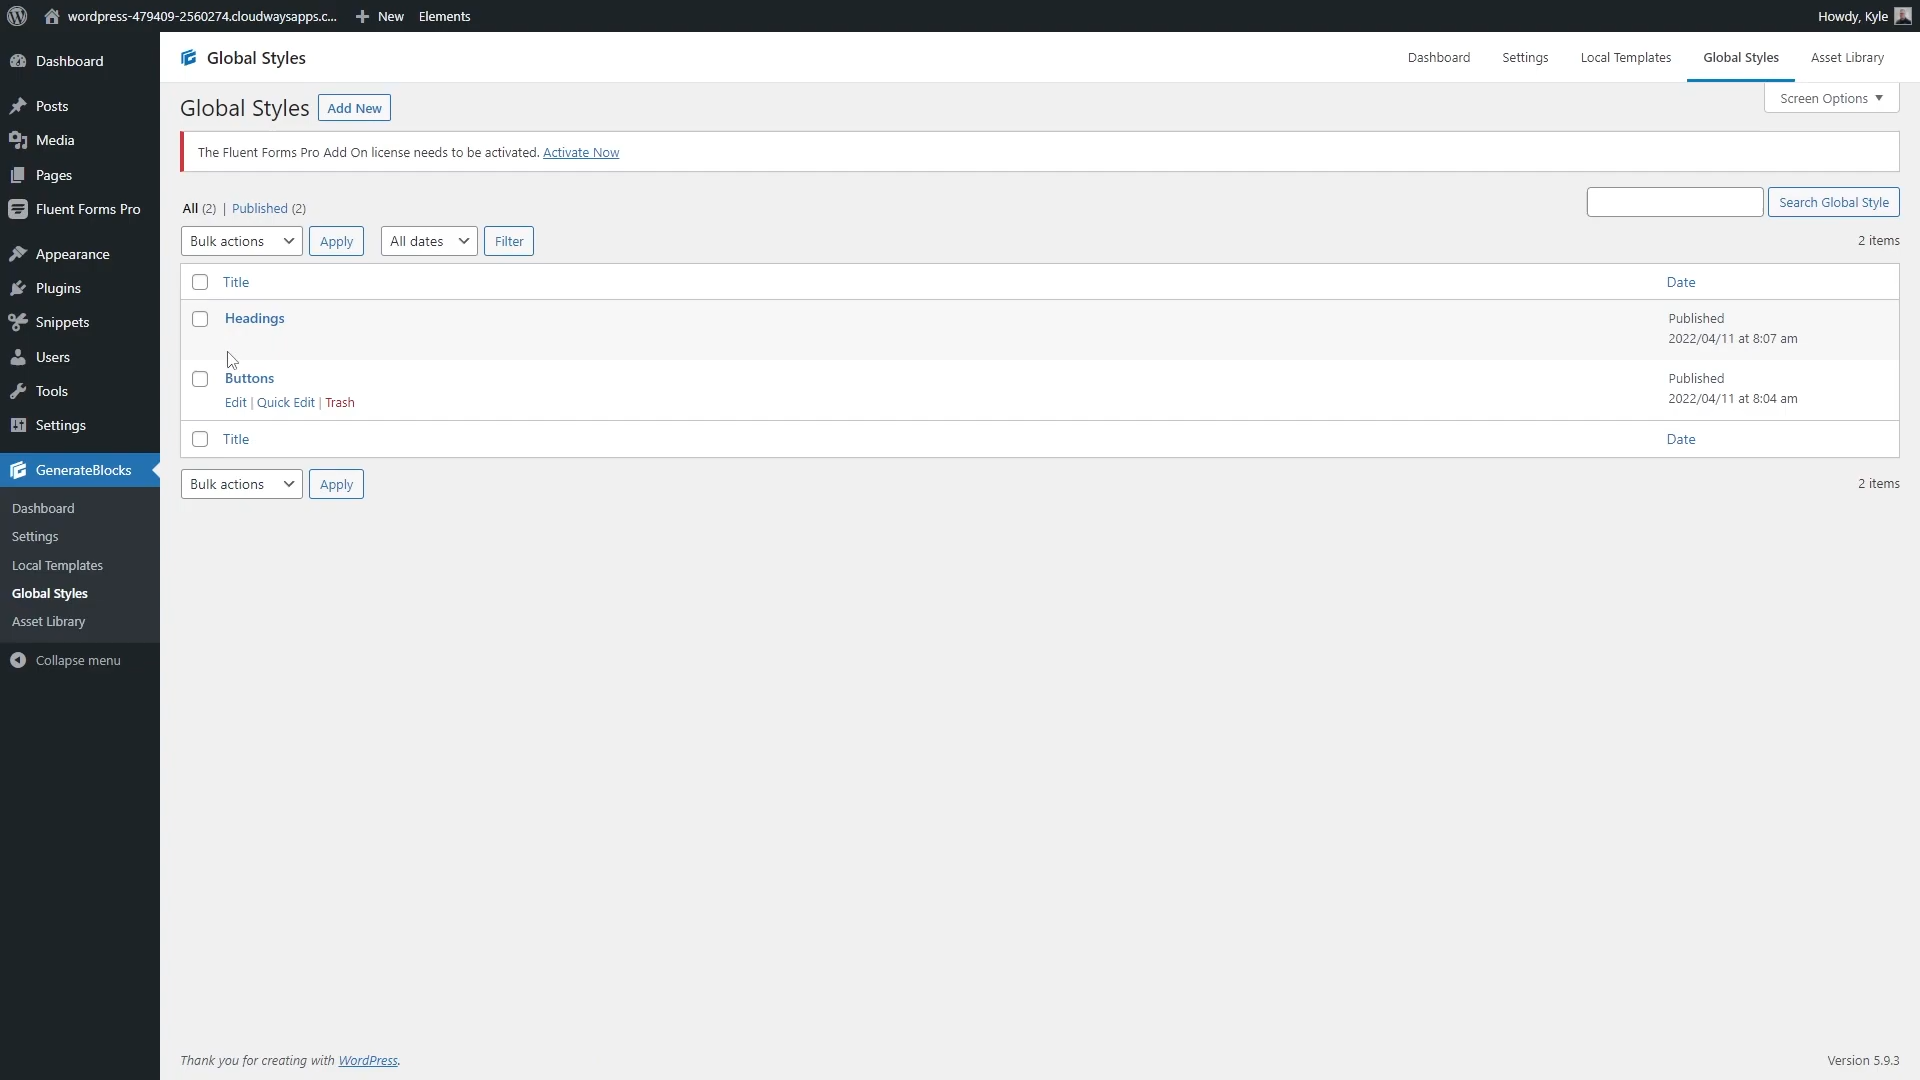 wordpress-479409-2560274.cloudwaysapps.c... New Elements Howdy, Kyle
Dashboard
Posts
Media
Pages
Fluent Forms Pro
Appearance
Plugins
Snippets
Users
Tools
Settings
GenerateBlocks
Dashboard
Settings
Local Templates
Global Styles
Asset Library
Collapse menu
Global Styles Dashboard Settings Local Templates Global Styles Asset Library
Screen Options
Global Styles Add New
The Fluent Forms Pro Add On license needs to be activated. Activate Now
All (2) | Published (2) Search Global Style
Bulk actions Apply All dates Filter 2 items
Title Date
Headings Published
2022/04/11 at 8:07 am
Buttons Published
Edit | Quick Edit | Trash 2022/04/11 at 8:04 am
Title Date
Bulk actions Apply 2 items
Thank you for creating with WordPress. Version 5.9.3